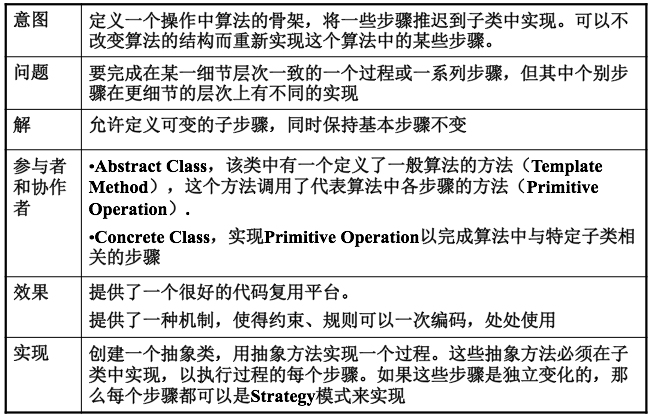 意图
定义一个操作中算法的骨架，将一些步骤推迟到子类中实现。可以不
改变算法的结构而重新实现这个算法中的某些步骤。
问题
要完成在某一细节层次一致的一个过程或一系列步骤，但其中个别步
骤在更细节的层次上有不同的实现
解
允许定义可变的子步骤，同时保持基本步骤不变
参与者
和协作
者
•Abstract Class，该类中有一个定义了一般算法的方法（Template
Method），这个方法调用了代表算法中各步骤的方法（Primitive
Operation）.
•Concrete Class，实现Primitive Operation以完成算法中与特定子类相
关的步骤
效果
提供了一个很好的代码复用平台。
提供了一种机制，使得约束、规则可以一次编码，处处使用
实现
创建一个抽象类，用抽象方法实现一个过程。这些抽象方法必须在子
类中实现，以执行过程的每个步骤。如果这些步骤是独立变化的，那
么每个步骤都可以是Strategy模式来实现